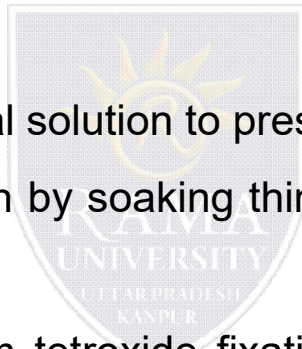 al solution to pres
n by soaking thir
RAMA
UNIVERSITY
UTTAR PRADESH
KANPUR
m tetroxide fixati